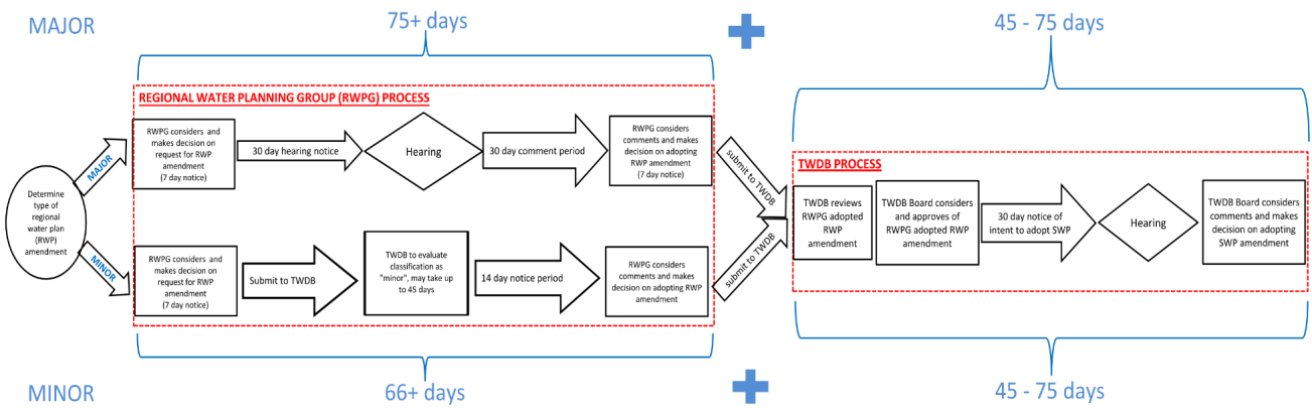 MAJOR
75+ days
45 - 75 days
REGIONAL WATER PLANNING GROUP (RWPG) PROCESS
Determine
type of
regional
water plan
(RWP)
amendment
MAJOR
RWPG considers and
makes decision on
request for RWP
amendment
(7 day notice)
30 day hearing notice
Hearing
30 day comment period
RWPG considers
comments and makes
decision on adopting
RWP amendment
(7 day notice)
submit to TWDB
MINOR
RWPG considers and
makes decision on
request for RWP
amendment
(7 day notice)
Submit to TWDB
TWDB to evaluate
classification as
"minor", may take up
to 45 days
14 day notice period
RWPG considers
comments and makes
decision on adopting RWP
amendment
submit to TWDB
TWDB PROCESS
TWDB reviews
RWPG adopted
RWP
amendment
TWDB Board considers
and approves of
RWPG adopted RWP
amendment
30 day notice of
intent to adopt SWP
Hearing
TWDB Board considers
comments and makes
decision on adopting
SWP amendment
MINOR
66+ days
45 - 75 days